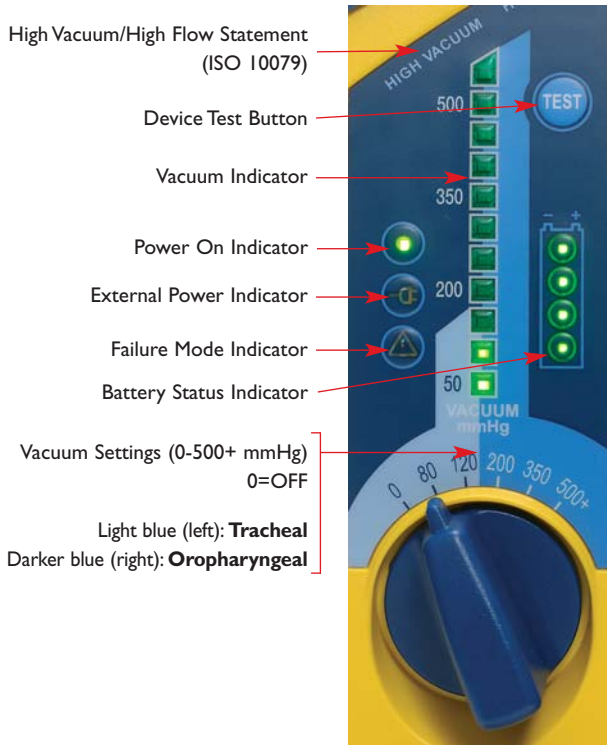 High Vacuum/High Flow Statement
(ISO 10079)
Device Test Button
Vacuum Indicator
Power On Indicator
External Power Indicator
Failure Mode Indicator
Battery Status Indicator
Vacuum Settings (0-500+ mmHg)
0=OFF
Light blue (left): Tracheal
Darker blue (right): Oropharyngeal
HIGH VACUUM
TEST
500
350
200
50
- +
VACUUM
mmHg
0 80 120 200 350 500+